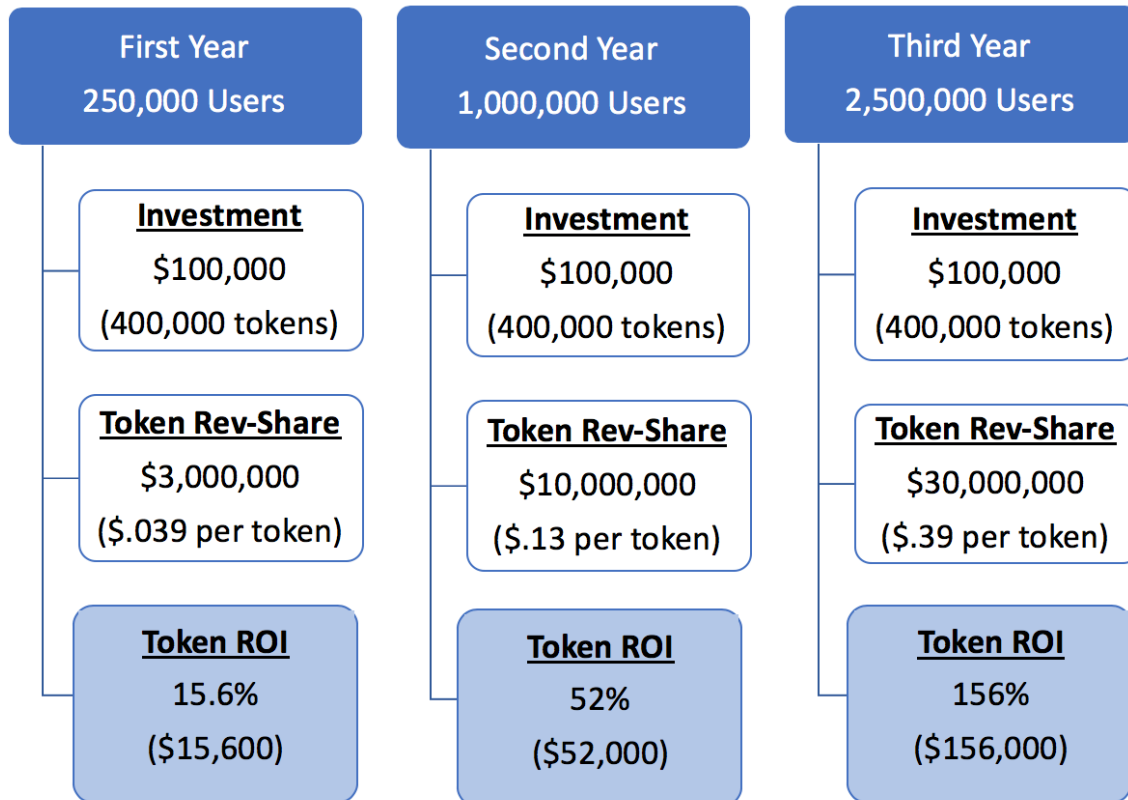 First Year
250,000 Users
Investment
$100,000
(400,000 tokens)
Token Rev-Share
$3,000,000
($.039 per token)
Token ROI
15.6%
($15,600)
Second Year
1,000,000 Users
Investment
$100,000
(400,000 tokens)
Token Rev-Share
$10,000,000
($.13 per token)
Token ROI
52%
($52,000)
Third Year
2,500,000 Users
Investment
$100,000
(400,000 tokens)
Token Rev-Share
$30,000,000
($.39 per token)
Token ROI
156%
($156,000)